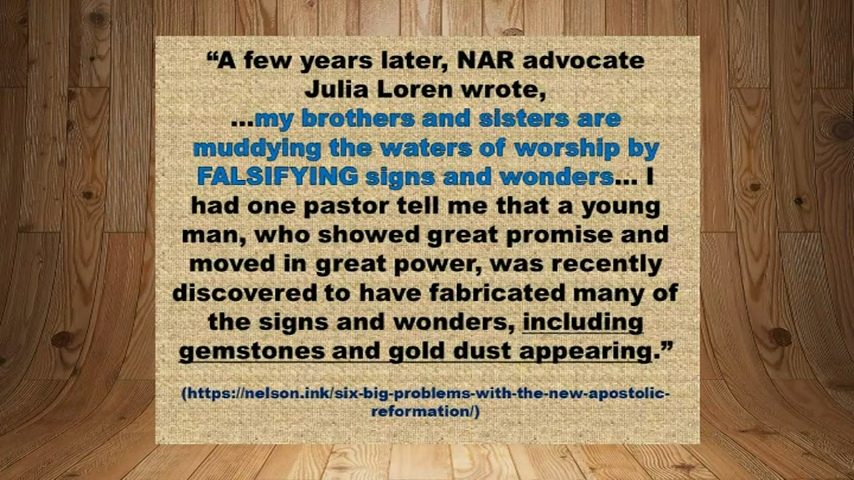 “A few years later, NAR advocate
Julia Loren wrote,
...my brothers and sisters are
muddying the waters of worship by
FALSIFYING signs and wonders... I
had one pastor tell me that a young
man, who showed great promise and
moved in great power, was recently
discovered to have fabricated many of
the signs and wonders, including
gemstones and gold dust appearing.”
(https://nelson.ink/six-big-problems-with-the-new-apostolic-
reformation/)